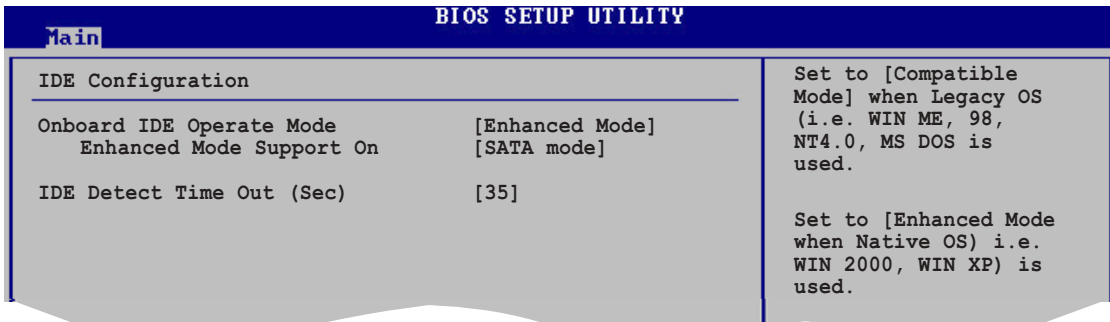 BIOS SETUP UTILITY
Main
IDE Configuration
Onboard IDE Operate Mode [Enhanced Mode]
Enhanced Mode Support On [SATA mode]
IDE Detect Time Out (Sec) [35]
Set to [Compatible
Mode] when Legacy OS
(i.e. WIN ME, 98,
NT4.0, MS DOS is
used.
Set to [Enhanced Mode
when Native OS) i.e.
WIN 2000, WIN XP) is
used.